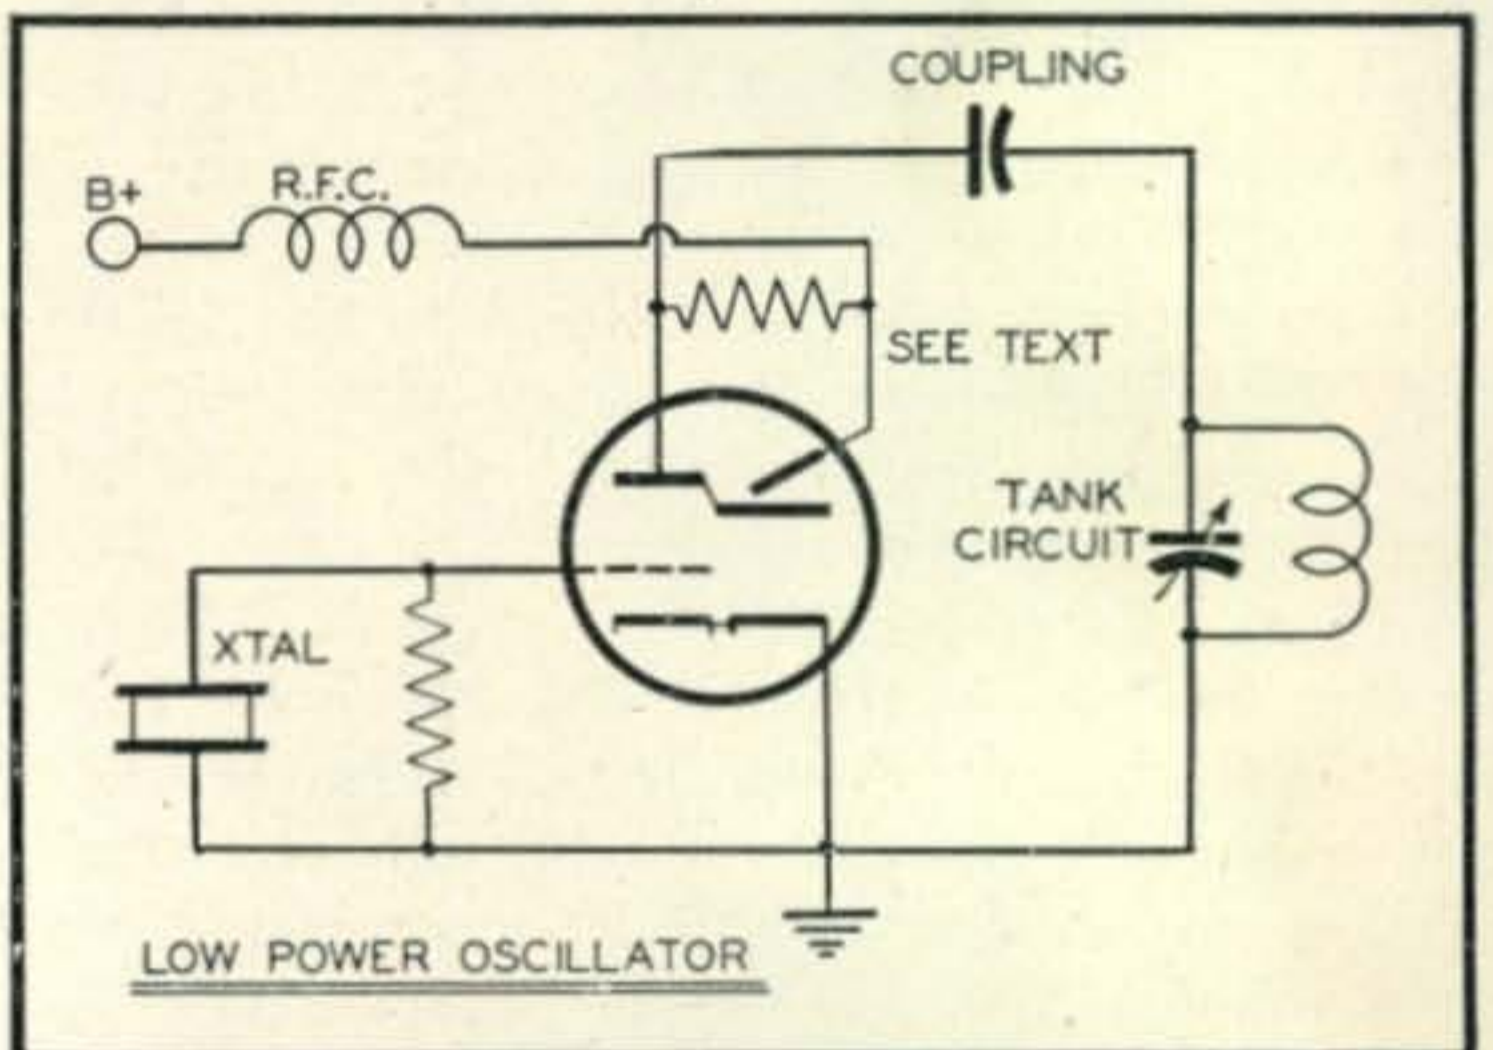 COUPLING
B+
R.F.C.
SEE TEXT
TANK
CIRCUIT
XTAL
LOW POWER OSCILLATOR